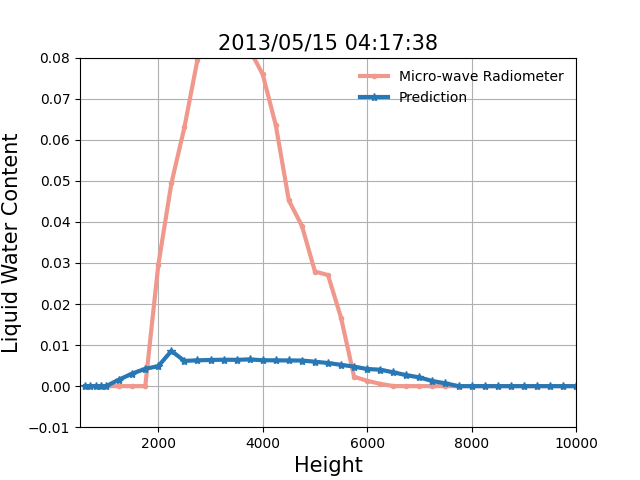 2013/05/15 04:17:38
Micro-wave Radiometer
Prediction
Liquid Water Content
0.08
0.07
0.06
0.05
0.04
0.03
0.02
0.01
0.00
−0.01
2000 4000 6000 8000 10000
Height